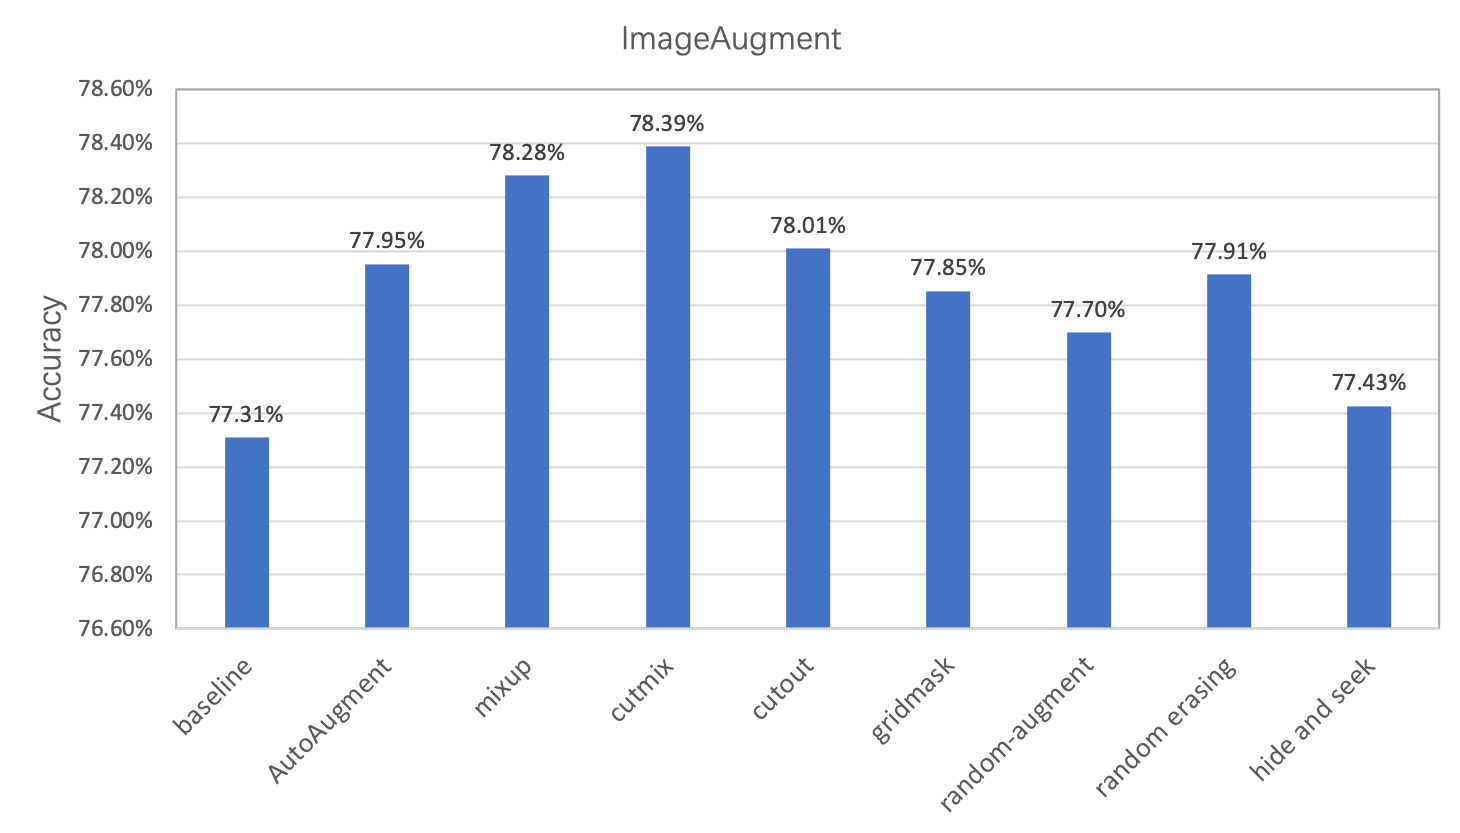 ImageAugment
Accuracy
78.60%
78.40%
78.20%
78.00%
77.80%
77.60%
77.40%
77.20%
77.00%
76.80%
76.60%
77.31%
77.95%
78.28%
78.39%
78.01%
77.85%
77.70%
77.91%
77.43%
baseline
AutoAugment
mixup
cutmix
cutout
gridmask
random-augment
random erasing
hide and seek